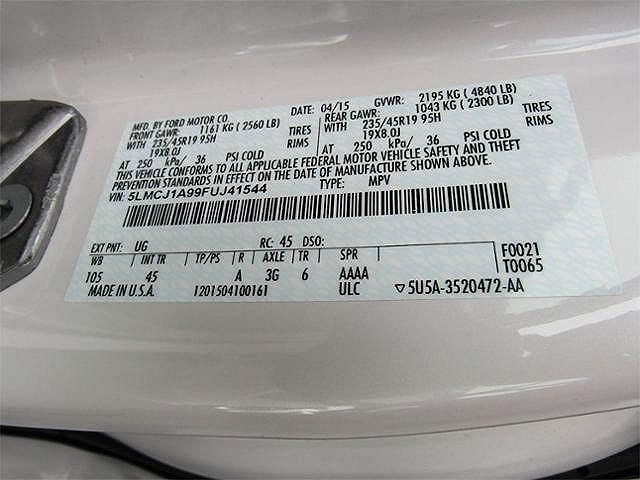 MFD. BY FORD MOTOR CO. DATE: 04/15 GVWR: 2195 KG ( 4840 LB)
FRONT GAWR: 1161 KG ( 2560 LB) REAR GAWR: 1043 KG ( 2300 LB)
WITH 235/45R19 95H TIRES WITH 235/45R19 95H TIRES
19X8.0J RIMS 19X8.0J RIMS
AT 250 kPa/ 36 PSI COLD AT 250 kPa/ 36 PSI COLD
THIS VEHICLE CONFORMS TO ALL APPLICABLE FEDERAL MOTOR VEHICLE SAFETY AND THEFT
PREVENTION STANDARDS IN EFFECT ON THE DATE OF MANUFACTURE SHOWN ABOVE.
VIN: 5LMCJ1A99FUJ41544 TYPE: MPV
EXT PNT: UG RC: 45 DSO:
WB INT TR TP/PS R AXLE TR SPR F0021
105 45 A 3G 6 AAAA T0065
MADE IN U.S.A. 1201504100161 ULC ▽5U5A-3520472-AA